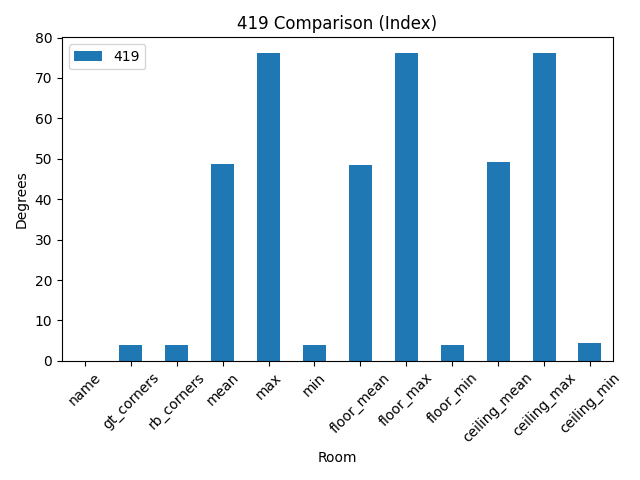 419 Comparison (Index)
419
Degrees
80
70
60
50
40
30
20
10
0
name
gt_corners
rb_corners
mean
max
min
floor_mean
floor_max
floor_min
ceiling_mean
ceiling_max
ceiling_min
Room